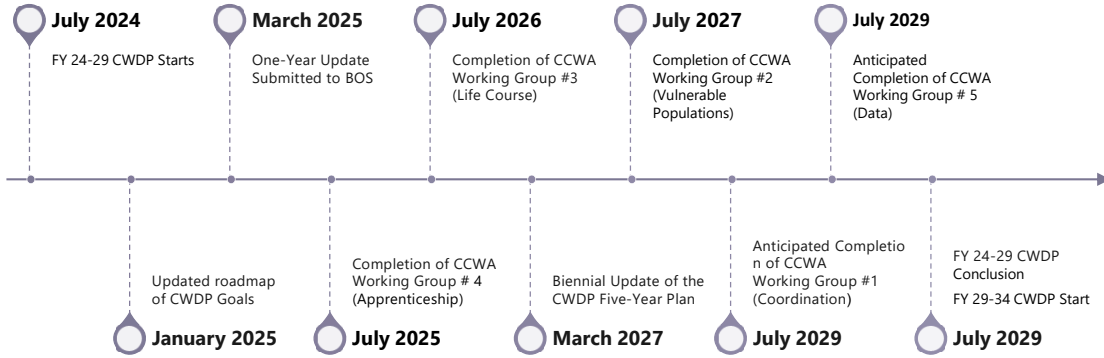 July 2024
FY 24-29 CWDP Starts
March 2025
One-Year Update
Submitted to BOS
July 2026
Completion of CCWA
Working Group #3
(Life Course)
July 2027
Completion of CCWA
Working Group #2
(Vulnerable
Populations)
July 2029
Anticipated
Completion of CCWA
Working Group # 5
(Data)
Updated roadmap
of CWDP Goals
January 2025
Completion of CCWA
Working Group # 4
(Apprenticeship)
July 2025
Biennial Update of the
CWDP Five-Year Plan
March 2027
Anticipated Completio
n of CCWA
Working Group #1
(Coordination)
July 2029
FY 24-29 CWDP
Conclusion
FY 29-34 CWDP Start
July 2029